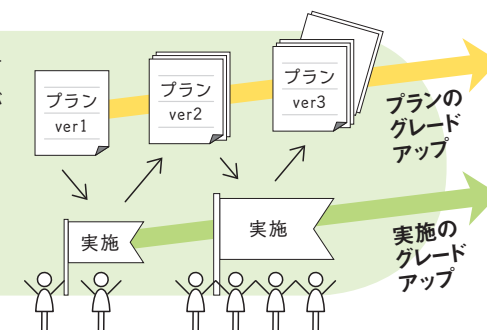 プラン
ver1
プラン
ver2
プラン
ver3
プランの
グレード
アップ
実施
実施
実施の
グレード
アップ